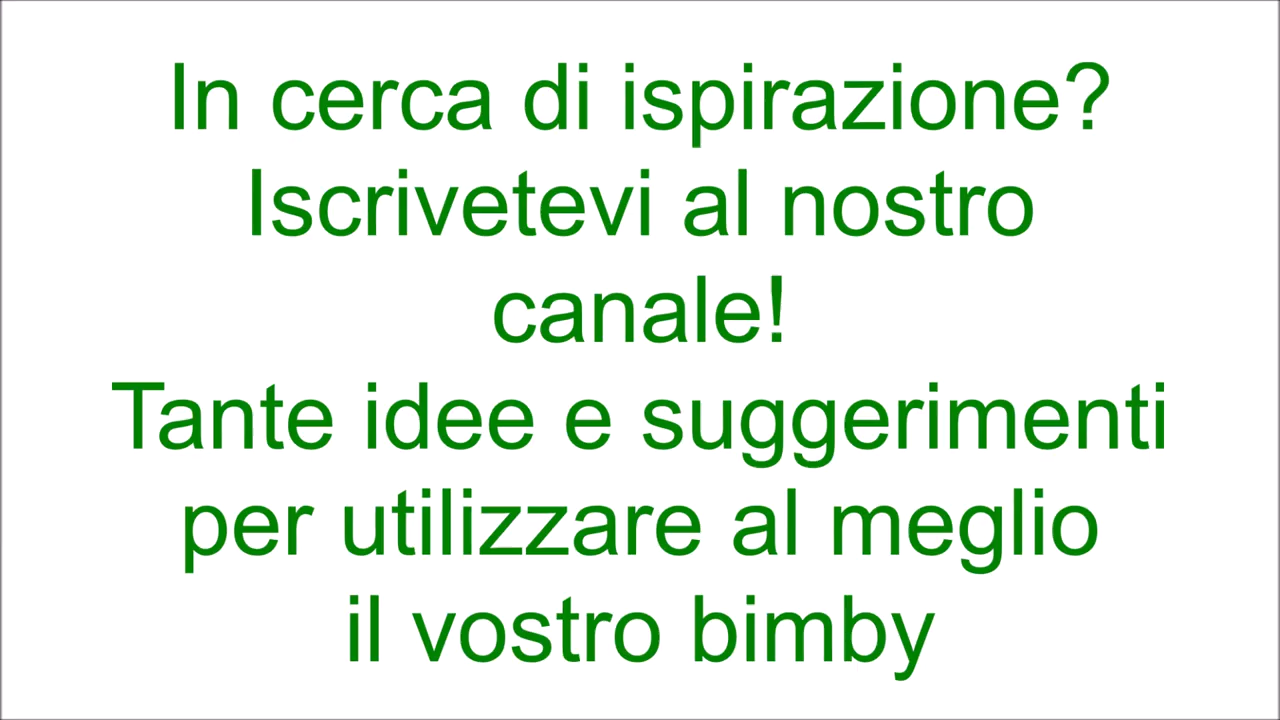 In cerca di ispirazione?
Iscrivetevi al nostro
canale!
Tante idee e suggerimenti
per utilizzare al meglio
il vostro bimby